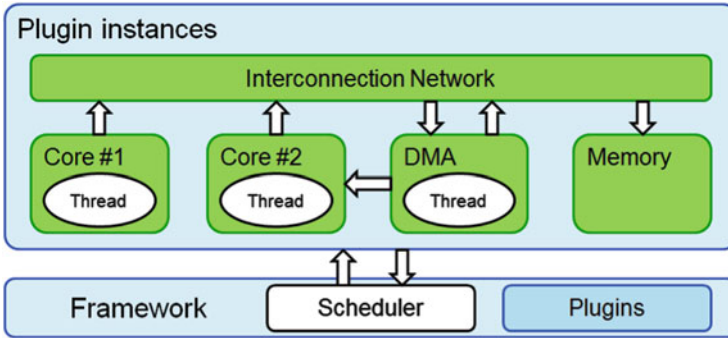 Plugin instances
Interconnection Network
Core #1
Core #2
DMA
Memory
Thread
Thread
Thread
Framework
Scheduler
Plugins